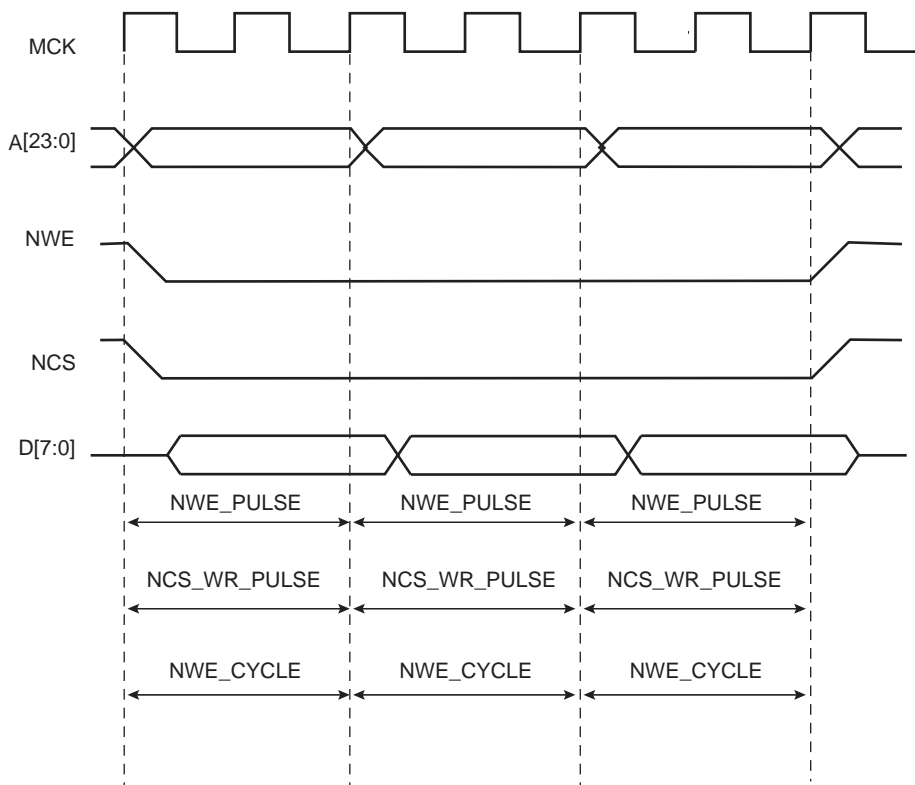 MCK
A[23:0]
NWE
NCS
D[7:0]
NWE_PULSE NWE_PULSE NWE_PULSE
NCS_WR_PULSE NCS_WR_PULSE NCS_WR_PULSE
NWE_CYCLE NWE_CYCLE NWE_CYCLE